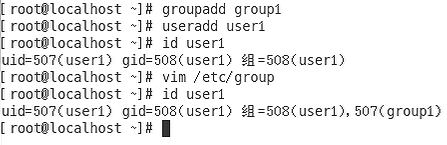 [root@localhost ~]# groupadd group1
[root@localhost ~]# useradd user1
[root@localhost ~]# id user1
uid=507(user1) gid=508(user1) 组=508(user1)
[root@localhost ~]# vim /etc/group
[root@localhost ~]# id user1
uid=507(user1) gid=508(user1) 组=508(user1),507(group1)
[root@localhost ~]#